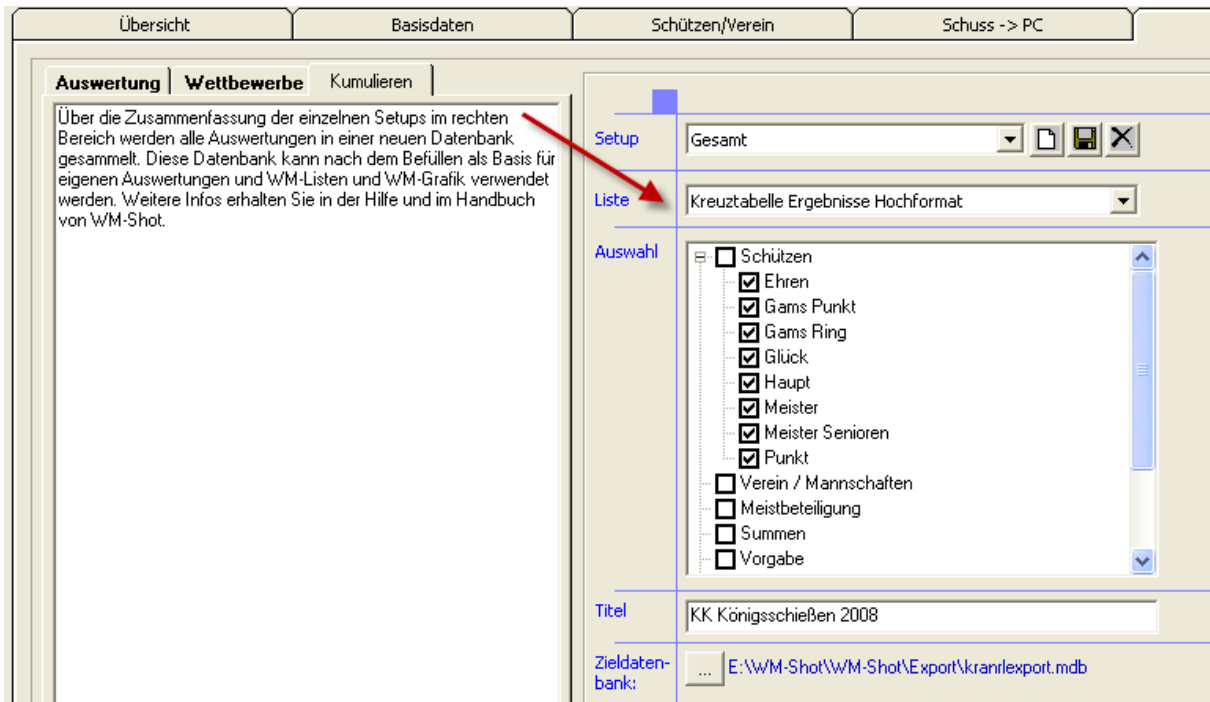 Übersicht
Basisdaten
Schützen/Verein
Schuss -> PC
Auswertung
Wettbewerbe
Kumulieren
Über die Zusammenfassung der einzelnen Setups im rechten
Bereich werden alle Auswertungen in einer neuen Datenbank
gesammelt. Diese Datenbank kann nach dem Befüllen als Basis für
eigenen Auswertungen und WM-Listen und WM-Grafik verwendet
werden. Weitere Infos erhalten Sie in der Hilfe und im Handbuch
von WM-Shot.
Setup
Gesamt
Liste
Kreuztabelle Ergebnisse Hochformat
Auswahl
Schützen
Ehren
Gams Punkt
Gams Ring
Glück
Haupt
Meister
Meister Senioren
Punkt
Verein / Mannschaften
Meistbeteiligung
Summen
Vorgabe
Titel
KK Königsschießen 2008
Zieldaten-
bank:
...
E:\WM-Shot\WM-Shot\Export\kranrlexport.mdb